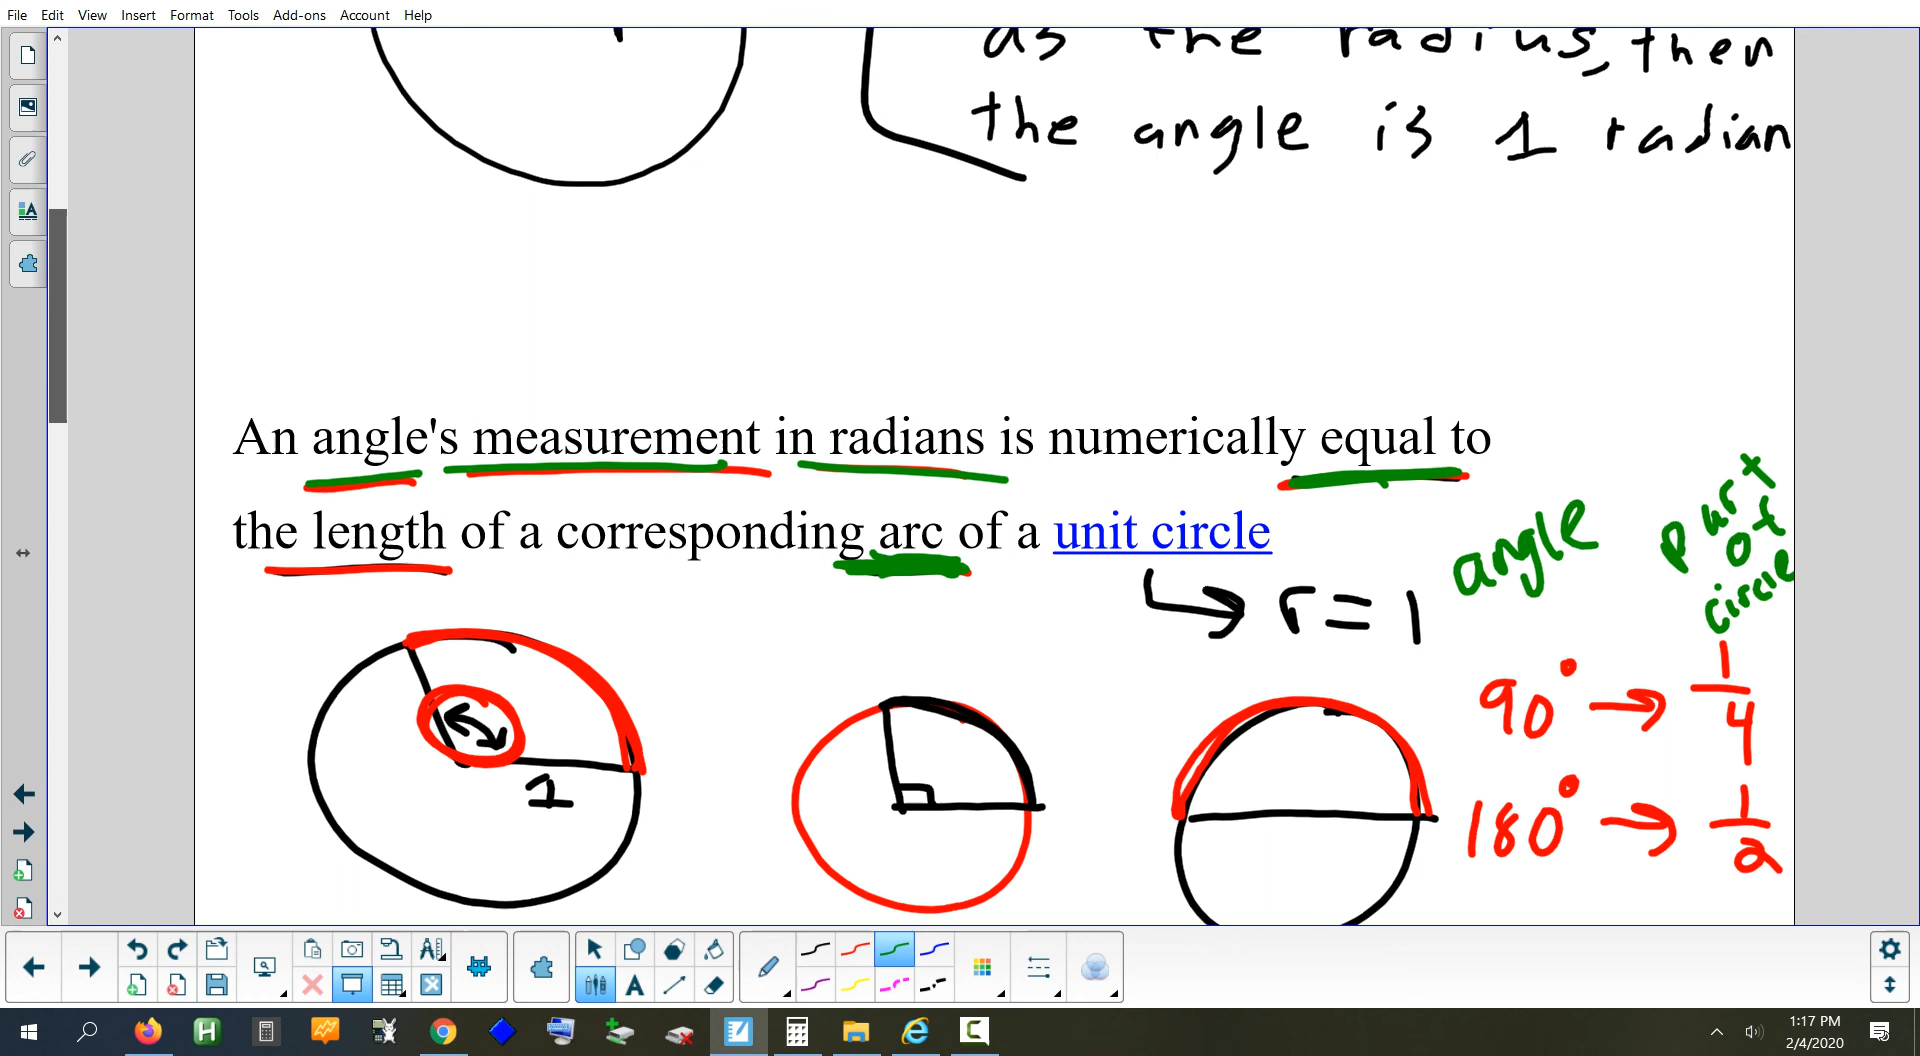 File Edit View Insert Format Tools Add-ons Account Help
as the radius, then
the angle is 1 radian
An angle's measurement in radians is numerically equal to
the length of a corresponding arc of a unit circle
r = 1
angle
part
of
circle
90° → 1/4
180° → 1/2
1
1:17 PM
2/4/2020